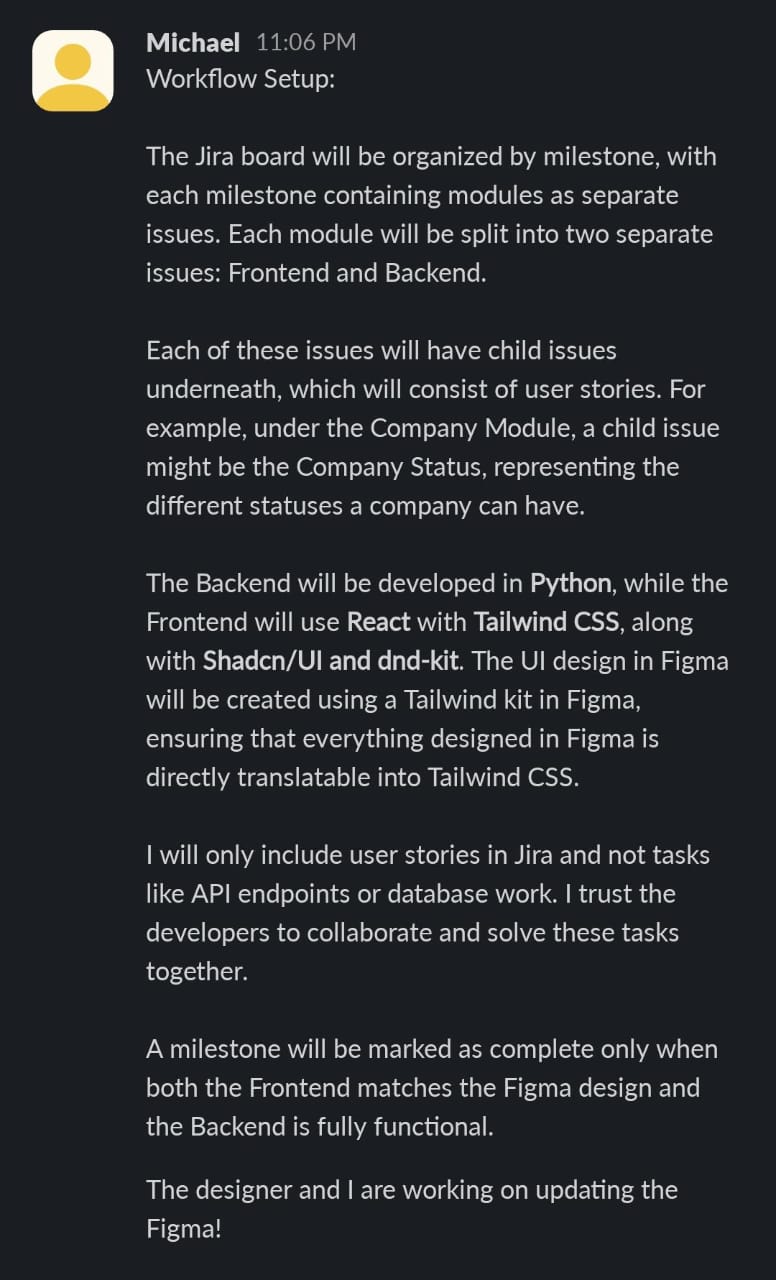 Michael 11:06 PM
Workflow Setup:
The Jira board will be organized by milestone, with
each milestone containing modules as separate
issues. Each module will be split into two separate
issues: Frontend and Backend.
Each of these issues will have child issues
underneath, which will consist of user stories. For
example, under the Company Module, a child issue
might be the Company Status, representing the
different statuses a company can have.
The Backend will be developed in Python, while the
Frontend will use React with Tailwind CSS, along
with Shadcn/UI and dnd-kit. The UI design in Figma
will be created using a Tailwind kit in Figma,
ensuring that everything designed in Figma is
directly translatable into Tailwind CSS.
I will only include user stories in Jira and not tasks
like API endpoints or database work. I trust the
developers to collaborate and solve these tasks
together.
A milestone will be marked as complete only when
both the Frontend matches the Figma design and
the Backend is fully functional.
The designer and I are working on updating the
Figma!